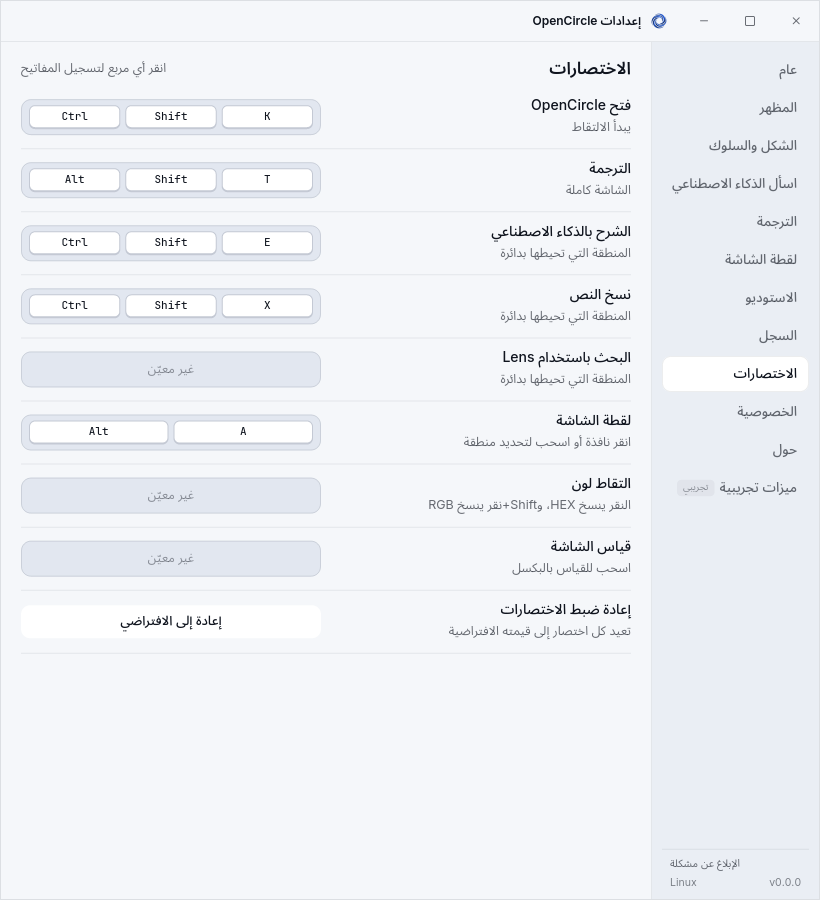 إعدادات OpenCircle
عام
المظهر
الشكل والسلوك
اسأل الذكاء الاصطناعي
الترجمة
لقطة الشاشة
الاستوديو
السجل
الاختصارات
الخصوصية
حول
ميزات تجريبية تجريبي
الإبلاغ عن مشكلة
v0.0.0 Linux
الاختصارات
انقر أي مربع لتسجيل المفاتيح
فتح OpenCircle
يبدأ الالتقاط
Ctrl Shift K
الترجمة
الشاشة كاملة
Alt Shift T
الشرح بالذكاء الاصطناعي
المنطقة التي تحيطها بدائرة
Ctrl Shift E
نسخ النص
المنطقة التي تحيطها بدائرة
Ctrl Shift X
البحث باستخدام Lens
المنطقة التي تحيطها بدائرة
غير معيّن
لقطة الشاشة
انقر نافذة أو اسحب لتحديد منطقة
Alt A
التقاط لون
النقر ينسخ HEX، وShift+نقر ينسخ RGB
غير معيّن
قياس الشاشة
اسحب للقياس بالبكسل
غير معيّن
إعادة ضبط الاختصارات
تعيد كل اختصار إلى قيمته الافتراضية
إعادة إلى الافتراضي